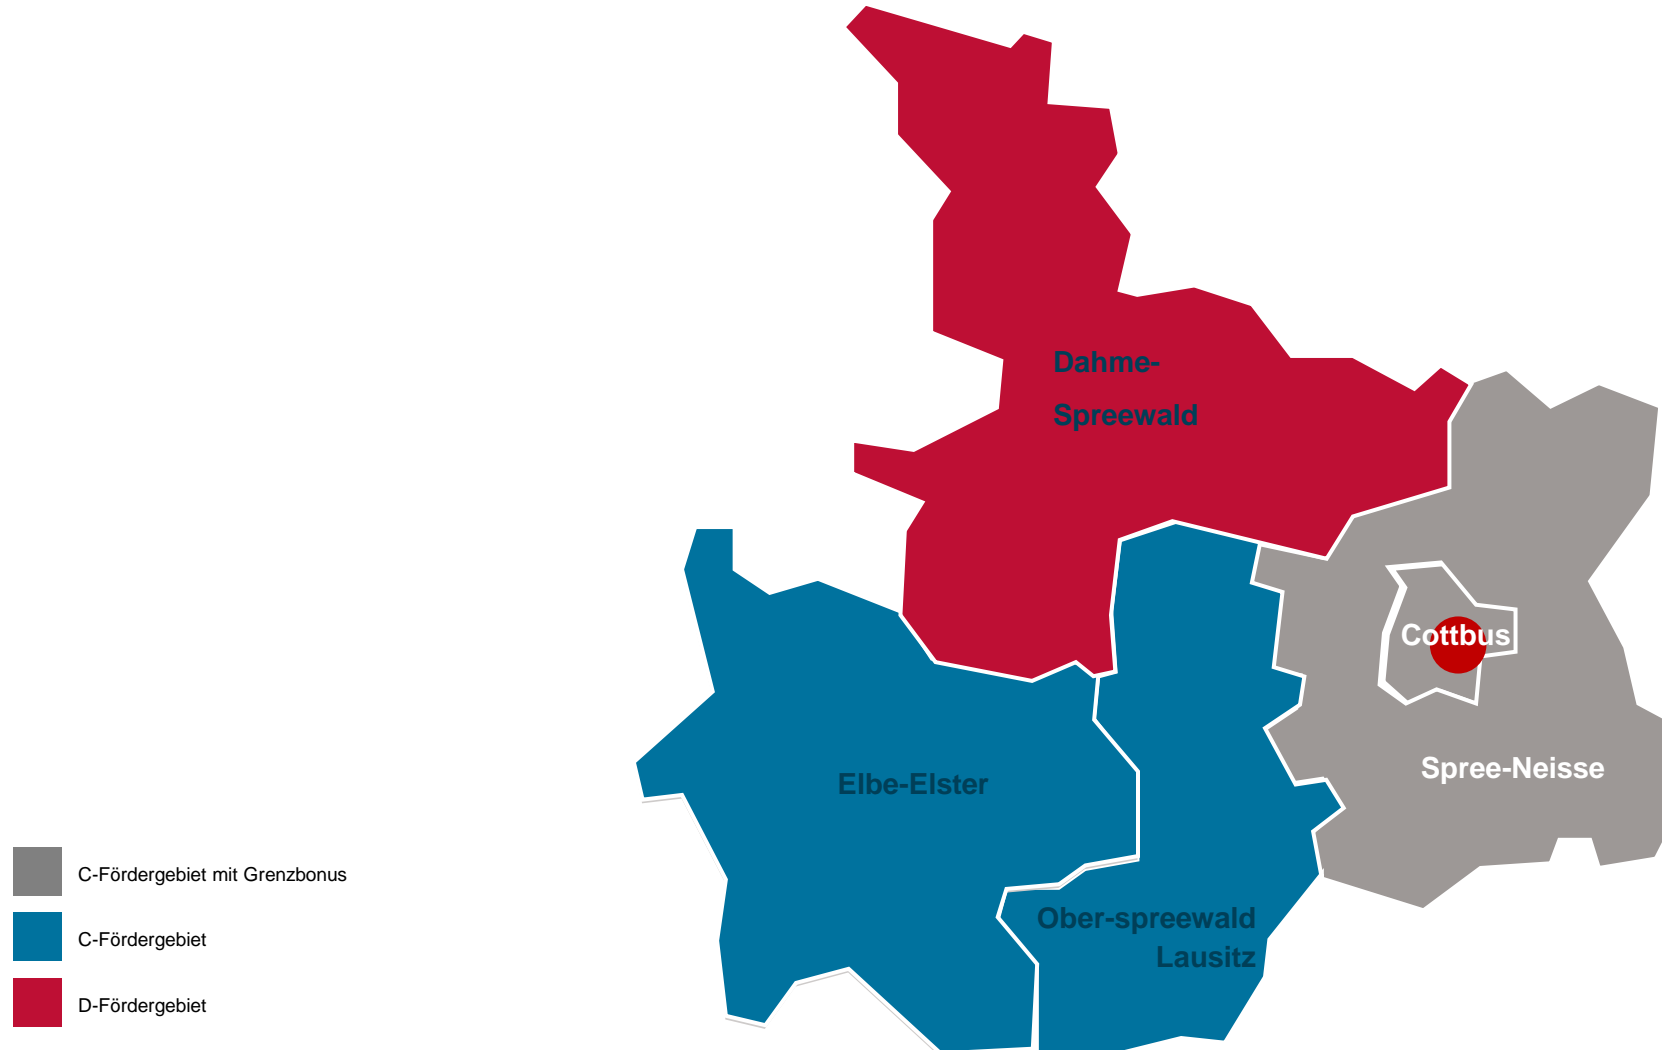 Dahme-
Spreewald
Cottbus
Spree-Neisse
Elbe-Elster
Ober-spreewald
Lausitz
C-Fördergebiet mit Grenzbonus
C-Fördergebiet
D-Fördergebiet